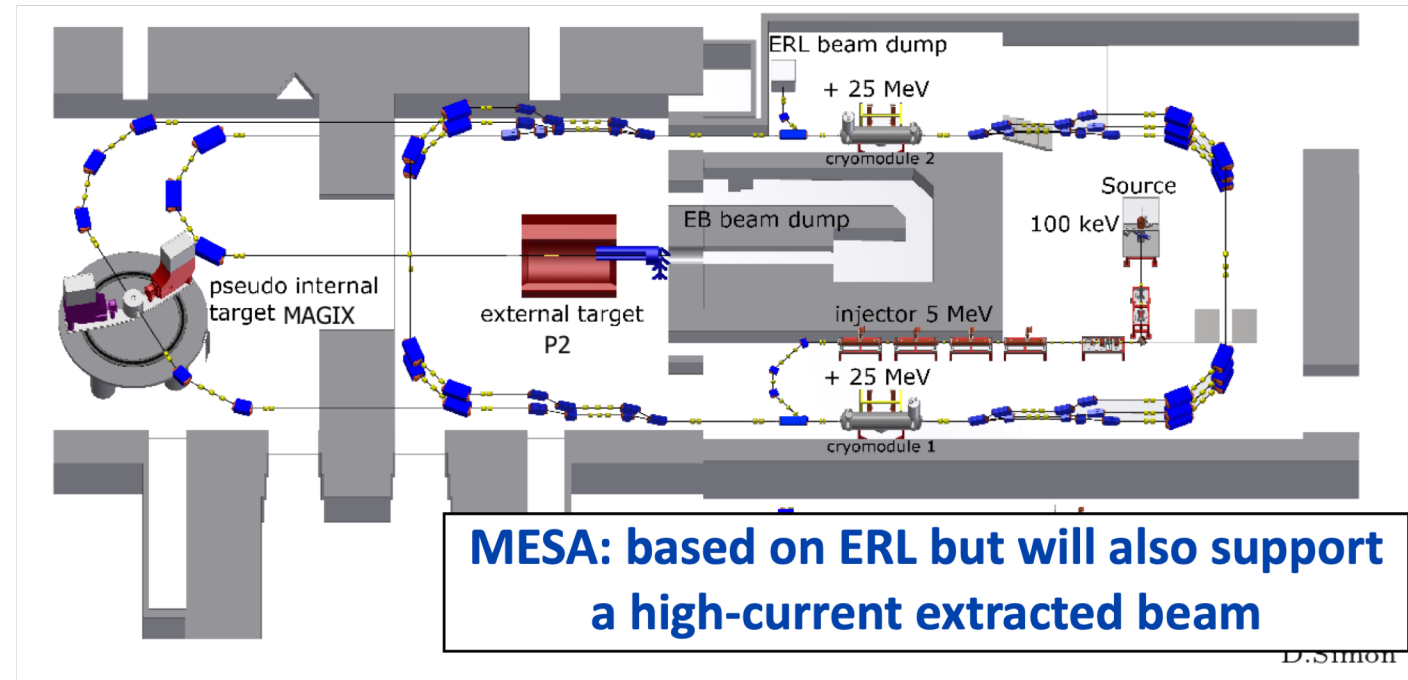 ERL beam dump
+ 25 MeV
cryomodule 2
Source
100 keV
EB beam dump
pseudo internal
target MAGIX
external target
P2
injector 5 MeV
+ 25 MeV
cryomodule 1
MESA: based on ERL but will also support
a high-current extracted beam
D.Simon